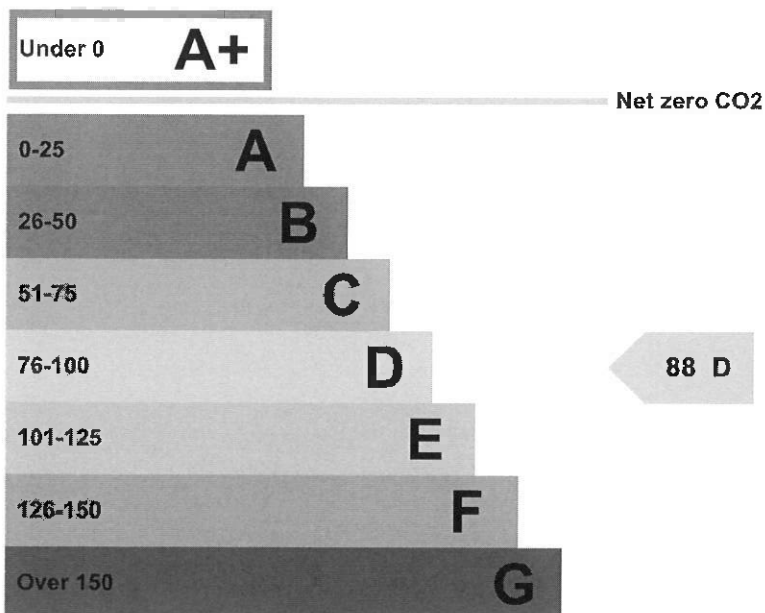 Under 0 A+
Net zero CO2
0-25 A
26-50 B
51-75 C
76-100 D
88 D
101-125 E
126-150 F
Over 150 G